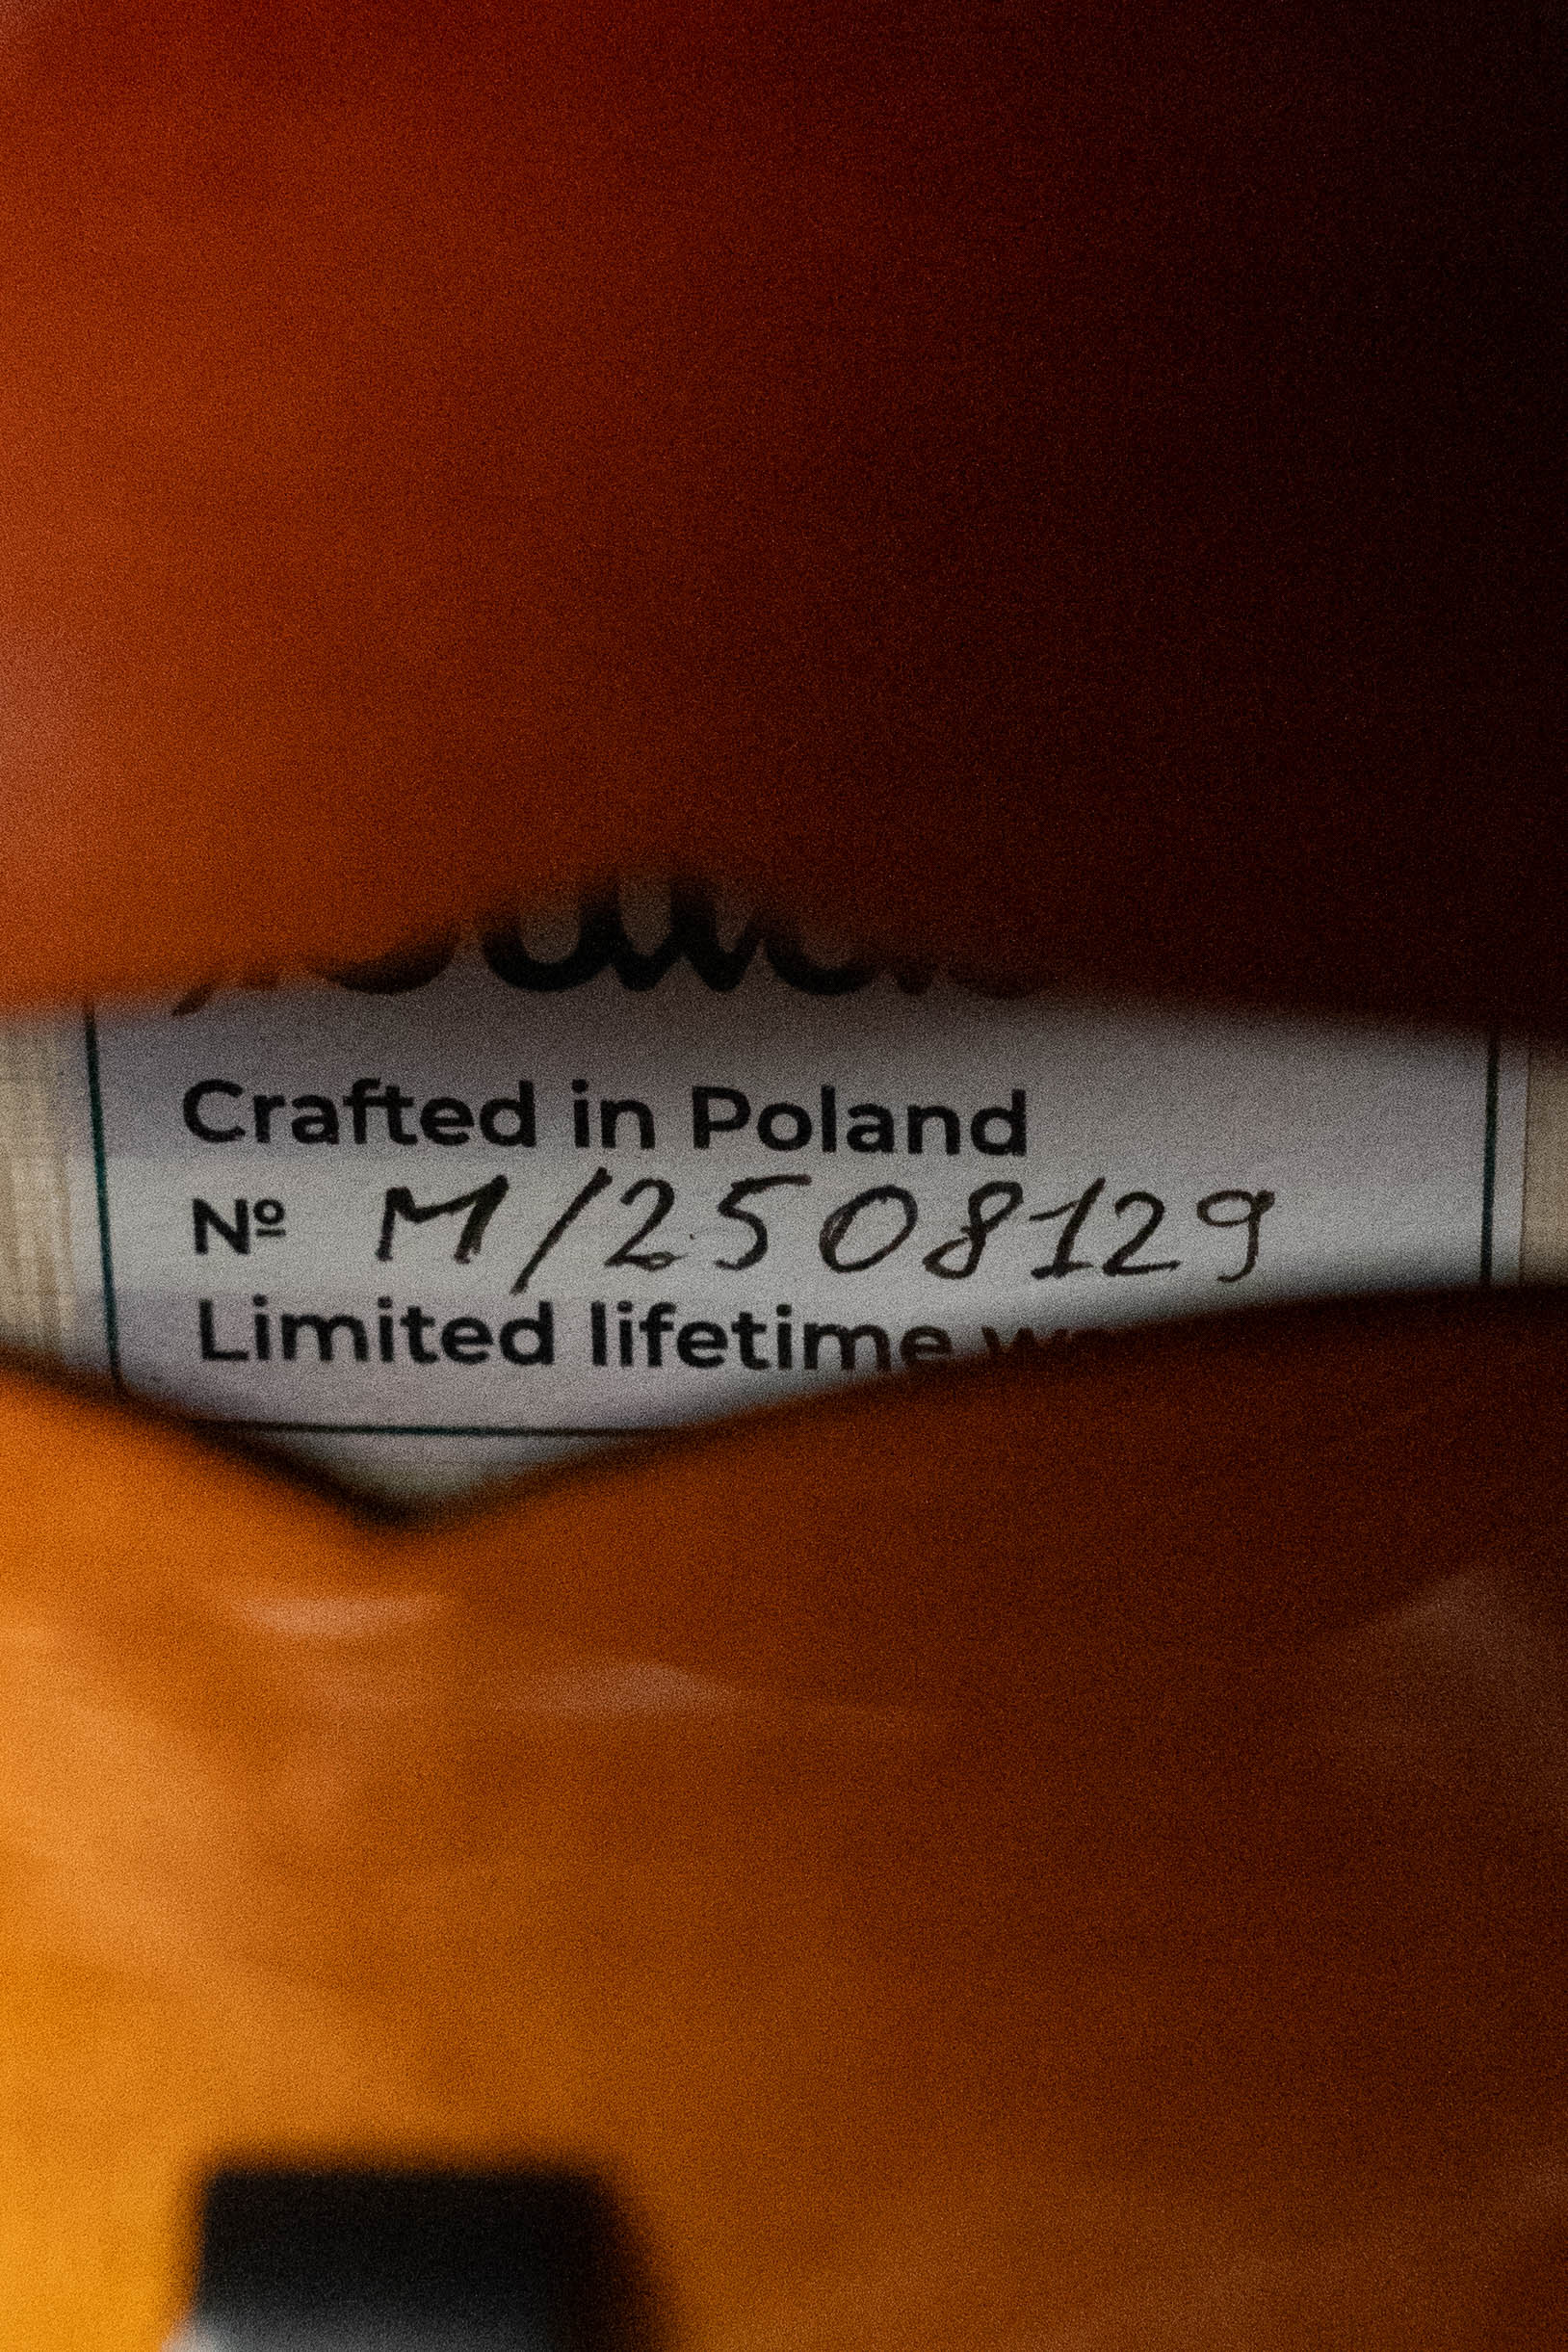 Crafted in Poland
Nº M/2508129
Limited lifetime